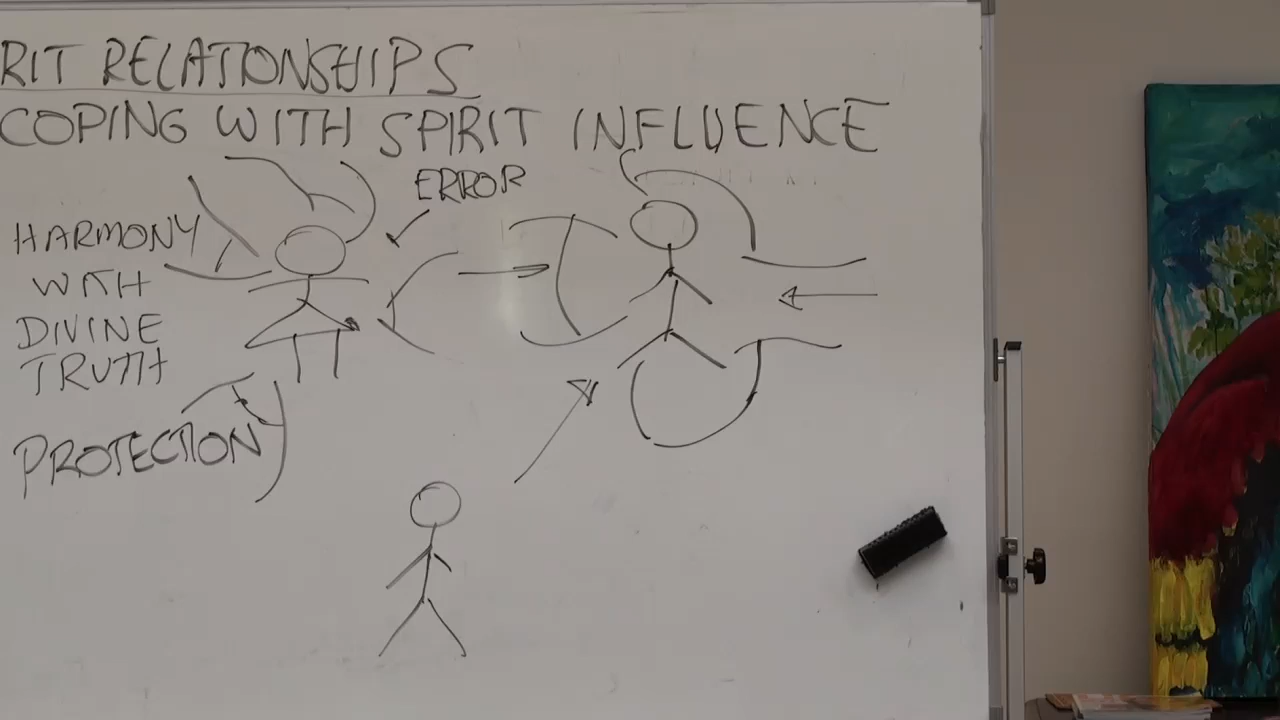 RIT RELATIONSHIPS
COPING WITH SPIRIT INFLUENCE
ERROR
HARMONY
WITH
DIVINE
TRUTH
PROTECTION